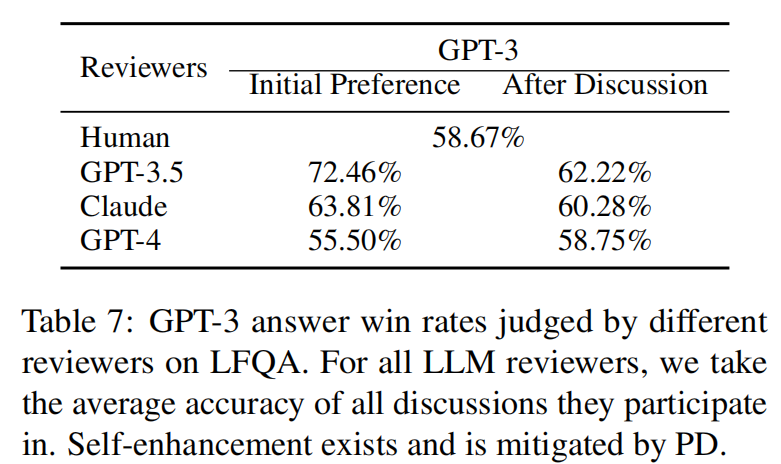 Reviewers GPT-3
Initial Preference After Discussion
Human 58.67%
GPT-3.5 72.46% 62.22%
Claude 63.81% 60.28%
GPT-4 55.50% 58.75%
Table 7: GPT-3 answer win rates judged by different
reviewers on LFQA. For all LLM reviewers, we take
the average accuracy of all discussions they participate
in. Self-enhancement exists and is mitigated by PD.